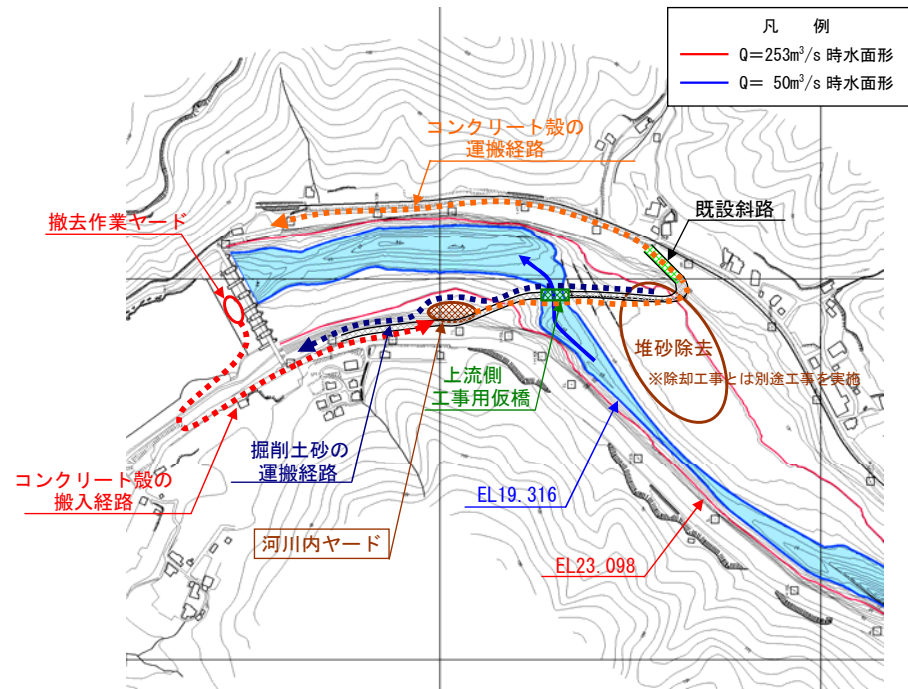 凡 例
Q=253m³/s 時水面形
Q= 50m³/s 時水面形
コンクリート殻の
運搬経路
既設斜路
撤去作業ヤード
堆砂除去
※除却工事とは別途工事を実施
上流側
工事用仮橋
掘削土砂の
運搬経路
コンクリート殻の
搬入経路
EL19.316
河川内ヤード
EL23.098